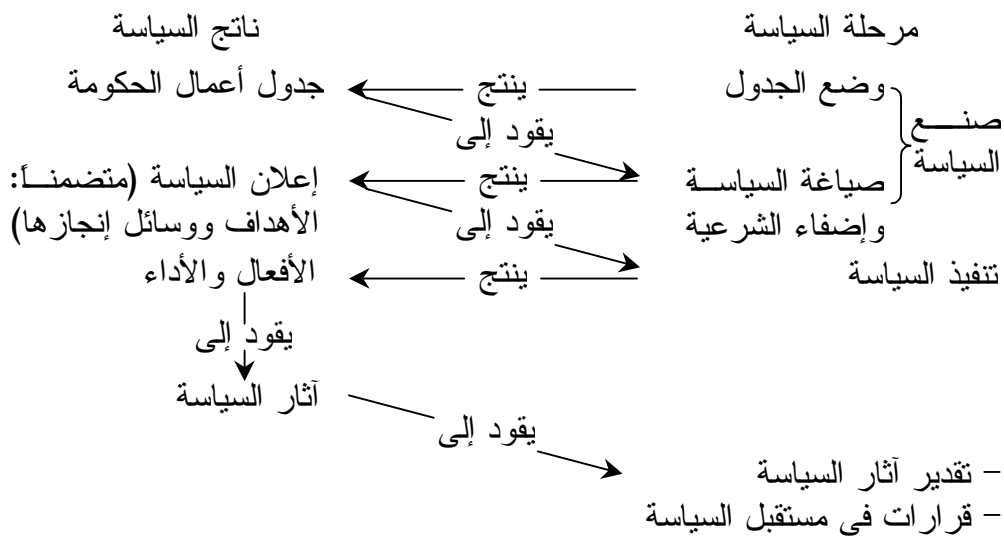 مرحلة السياسة
ناتج السياسة
وضع الجدول
ينتج
جدول أعمال الحكومة
صنع
السياسة
يقود إلى
صياغة السياسة
ينتج
إعلان السياسة (متضمناً:
وإضفاء الشرعية
يقود إلى
الأهداف ووسائل إنجازها)
تنفيذ السياسة
ينتج
الأفعال والأداء
يقود إلى
آثار السياسة
يقود إلى
– تقدير آثار السياسة
– قرارات فى مستقبل السياسة